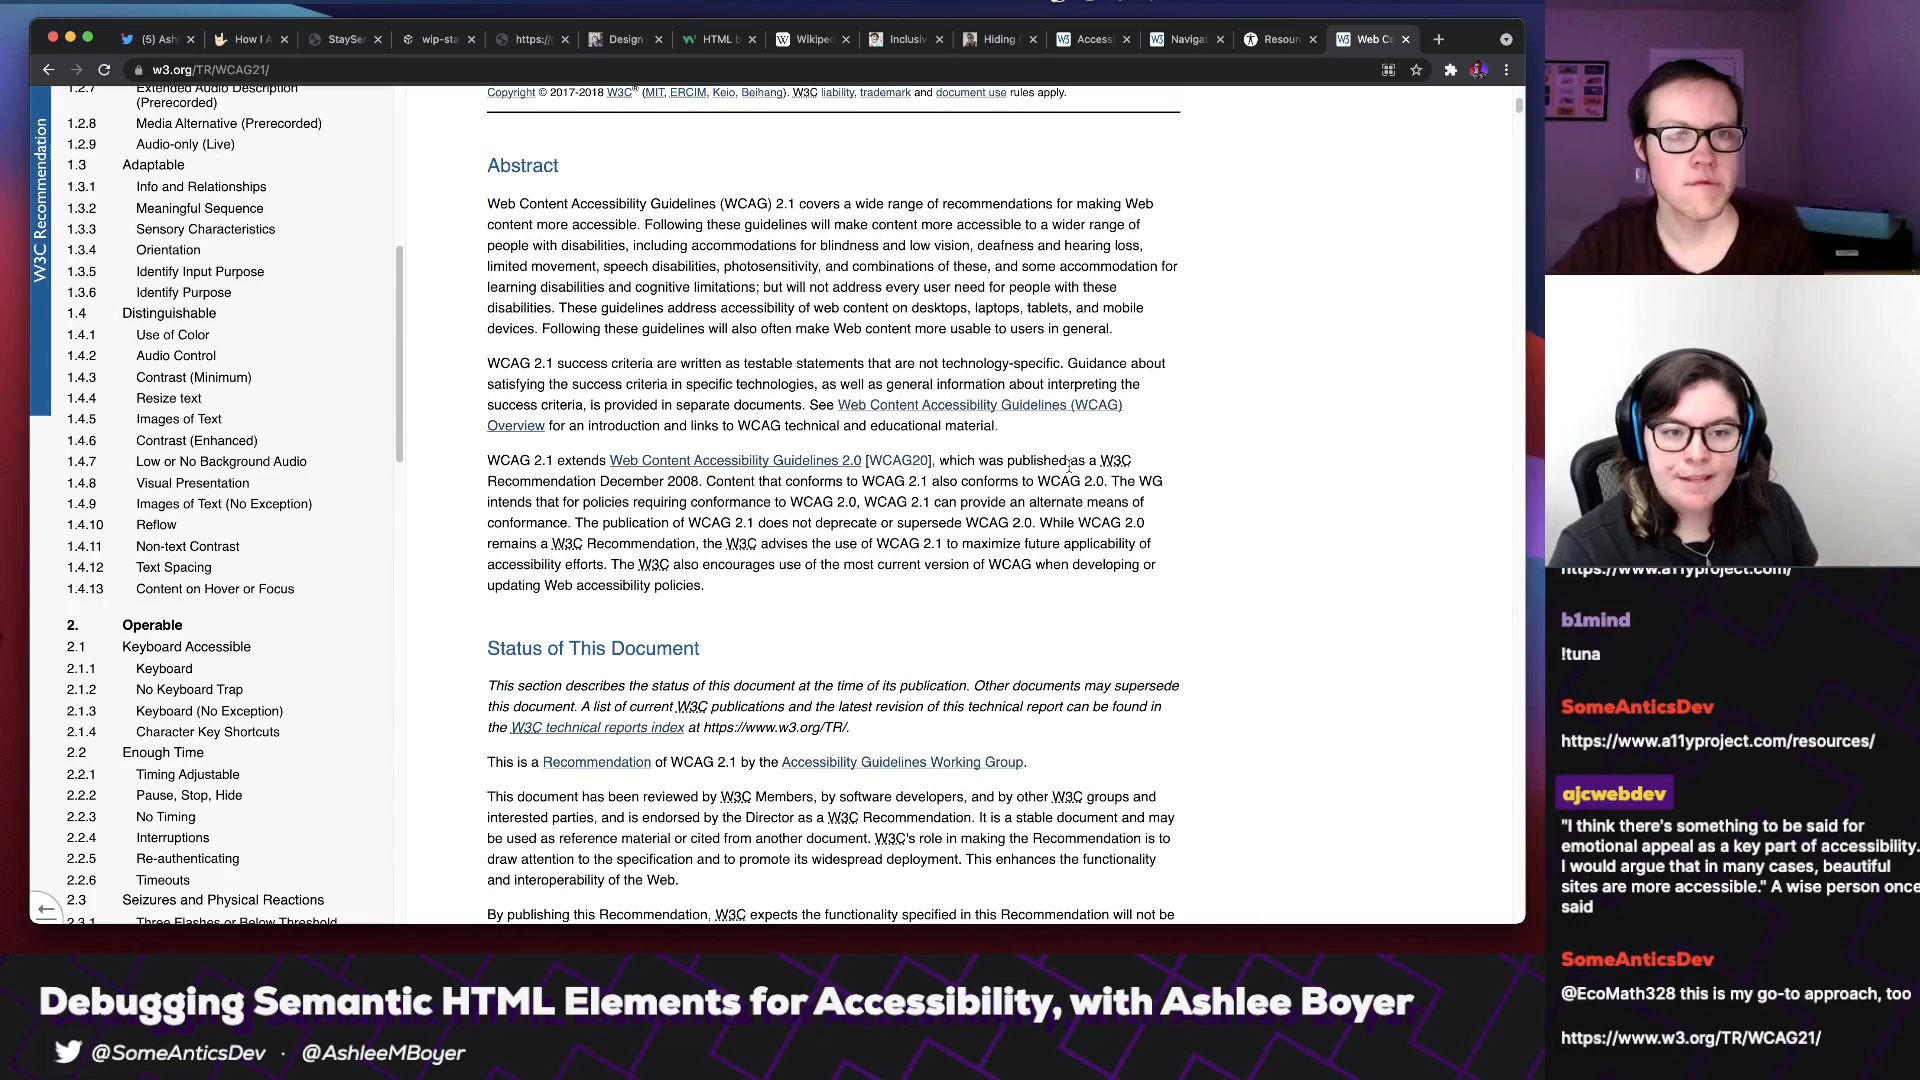 (5) Ash
How I A
StaySer
wip-sta
https://
Design
HTML b
Wikiped
Inclusiv
Hiding
Accessi
Navigat
Resour
Web Co
w3.org/TR/WCAG21/
W3C Recommendation
1.2.7 Extended Audio Description
(Prerecorded)
1.2.8 Media Alternative (Prerecorded)
1.2.9 Audio-only (Live)
1.3 Adaptable
1.3.1 Info and Relationships
1.3.2 Meaningful Sequence
1.3.3 Sensory Characteristics
1.3.4 Orientation
1.3.5 Identify Input Purpose
1.3.6 Identify Purpose
1.4 Distinguishable
1.4.1 Use of Color
1.4.2 Audio Control
1.4.3 Contrast (Minimum)
1.4.4 Resize text
1.4.5 Images of Text
1.4.6 Contrast (Enhanced)
1.4.7 Low or No Background Audio
1.4.8 Visual Presentation
1.4.9 Images of Text (No Exception)
1.4.10 Reflow
1.4.11 Non-text Contrast
1.4.12 Text Spacing
1.4.13 Content on Hover or Focus
2. Operable
2.1 Keyboard Accessible
2.1.1 Keyboard
2.1.2 No Keyboard Trap
2.1.3 Keyboard (No Exception)
2.1.4 Character Key Shortcuts
2.2 Enough Time
2.2.1 Timing Adjustable
2.2.2 Pause, Stop, Hide
2.2.3 No Timing
2.2.4 Interruptions
2.2.5 Re-authenticating
2.2.6 Timeouts
2.3 Seizures and Physical Reactions
2.3.1 Three Flashes or Below Threshold
Copyright © 2017-2018 W3C® (MIT, ERCIM, Keio, Beihang). W3C liability, trademark and document use rules apply.
Abstract
Web Content Accessibility Guidelines (WCAG) 2.1 covers a wide range of recommendations for making Web
content more accessible. Following these guidelines will make content more accessible to a wider range of
people with disabilities, including accommodations for blindness and low vision, deafness and hearing loss,
limited movement, speech disabilities, photosensitivity, and combinations of these, and some accommodation for
learning disabilities and cognitive limitations; but will not address every user need for people with these
disabilities. These guidelines address accessibility of web content on desktops, laptops, tablets, and mobile
devices. Following these guidelines will also often make Web content more usable to users in general.
WCAG 2.1 success criteria are written as testable statements that are not technology-specific. Guidance about
satisfying the success criteria in specific technologies, as well as general information about interpreting the
success criteria, is provided in separate documents. See Web Content Accessibility Guidelines (WCAG)
Overview for an introduction and links to WCAG technical and educational material.
WCAG 2.1 extends Web Content Accessibility Guidelines 2.0 [WCAG20], which was published as a W3C
Recommendation December 2008. Content that conforms to WCAG 2.1 also conforms to WCAG 2.0. The WG
intends that for policies requiring conformance to WCAG 2.0, WCAG 2.1 can provide an alternate means of
conformance. The publication of WCAG 2.1 does not deprecate or supersede WCAG 2.0. While WCAG 2.0
remains a W3C Recommendation, the W3C advises the use of WCAG 2.1 to maximize future applicability of
accessibility efforts. The W3C also encourages use of the most current version of WCAG when developing or
updating Web accessibility policies.
Status of This Document
This section describes the status of this document at the time of its publication. Other documents may supersede
this document. A list of current W3C publications and the latest revision of this technical report can be found in
the W3C technical reports index at https://www.w3.org/TR/.
This is a Recommendation of WCAG 2.1 by the Accessibility Guidelines Working Group.
This document has been reviewed by W3C Members, by software developers, and by other W3C groups and
interested parties, and is endorsed by the Director as a W3C Recommendation. It is a stable document and may
be used as reference material or cited from another document. W3C's role in making the Recommendation is to
draw attention to the specification and to promote its widespread deployment. This enhances the functionality
and interoperability of the Web.
By publishing this Recommendation, W3C expects the functionality specified in this Recommendation will not be
https://www.a11yproject.com/
b1mind
!tuna
SomeAnticsDev
https://www.a11yproject.com/resources/
ajcwebdev
"I think there's something to be said for
emotional appeal as a key part of accessibility.
I would argue that in many cases, beautiful
sites are more accessible." A wise person once
said
SomeAnticsDev
@EcoMath328 this is my go-to approach, too
https://www.w3.org/TR/WCAG21/
Debugging Semantic HTML Elements for Accessibility, with Ashlee Boyer
@SomeAnticsDev · @AshleeMBoyer